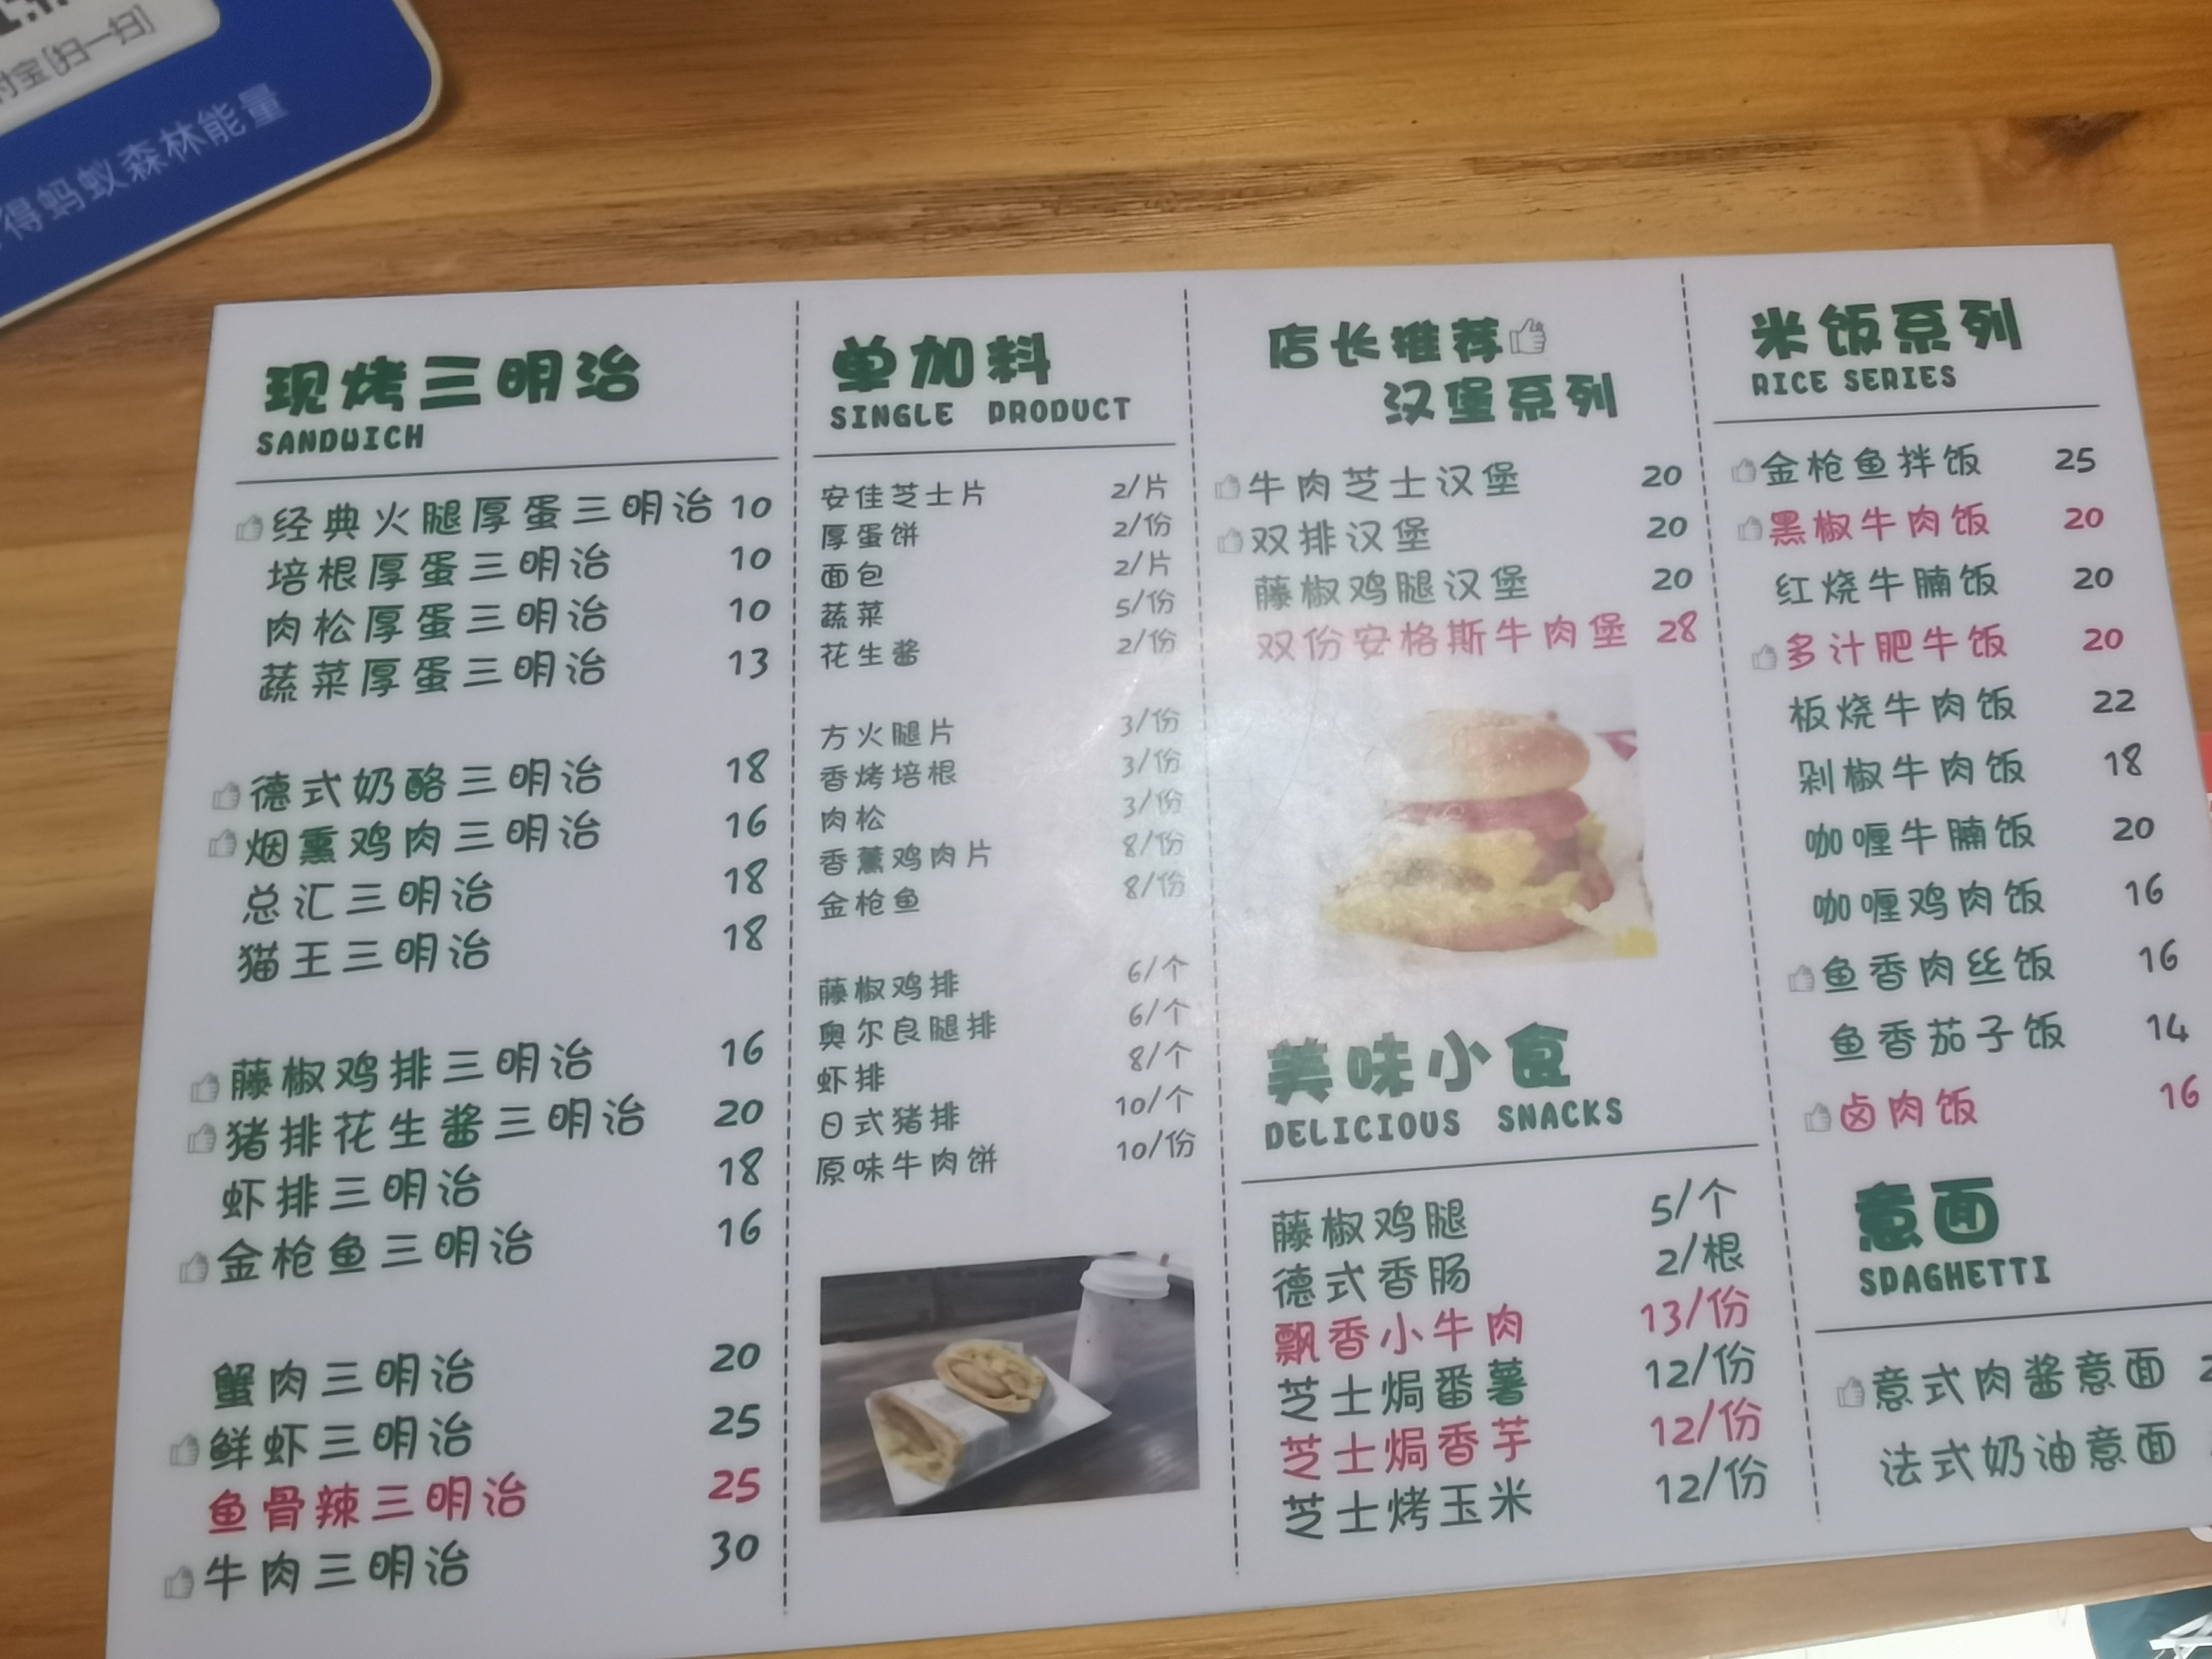 付宝[扫一扫]
得蚂蚁森林能量
现烤三明治
SANDWICH
经典火腿厚蛋三明治 10
培根厚蛋三明治 10
肉松厚蛋三明治 10
蔬菜厚蛋三明治 13
德式奶酪三明治 18
烟熏鸡肉三明治 16
总汇三明治 18
猫王三明治 18
藤椒鸡排三明治 16
猪排花生酱三明治 20
虾排三明治 18
金枪鱼三明治 16
蟹肉三明治 20
鲜虾三明治 25
鱼骨辣三明治 25
牛肉三明治 30
单加料
SINGLE PRODUCT
安佳芝士片 2/片
厚蛋饼 2/份
面包 2/片
蔬菜 5/份
花生酱 2/份
方火腿片 3/份
香烤培根 3/份
肉松 3/份
香薰鸡肉片 8/份
金枪鱼 8/份
藤椒鸡排 6/个
奥尔良腿排 6/个
虾排 8/个
日式猪排 10/个
原味牛肉饼 10/份
店长推荐
汉堡系列
牛肉芝士汉堡 20
双排汉堡 20
藤椒鸡腿汉堡 20
双份安格斯牛肉堡 28
美味小食
DELICIOUS SNACKS
藤椒鸡腿 5/个
德式香肠 2/根
飘香小牛肉 13/份
芝士焗番薯 12/份
芝士焗香芋 12/份
芝士烤玉米 12/份
米饭系列
RICE SERIES
金枪鱼拌饭 25
黑椒牛肉饭 20
红烧牛腩饭 20
多汁肥牛饭 20
板烧牛肉饭 22
剁椒牛肉饭 18
咖喱牛腩饭 20
咖喱鸡肉饭 16
鱼香肉丝饭 16
鱼香茄子饭 14
卤肉饭 16
意面
SPAGHETTI
意式肉酱意面
法式奶油意面